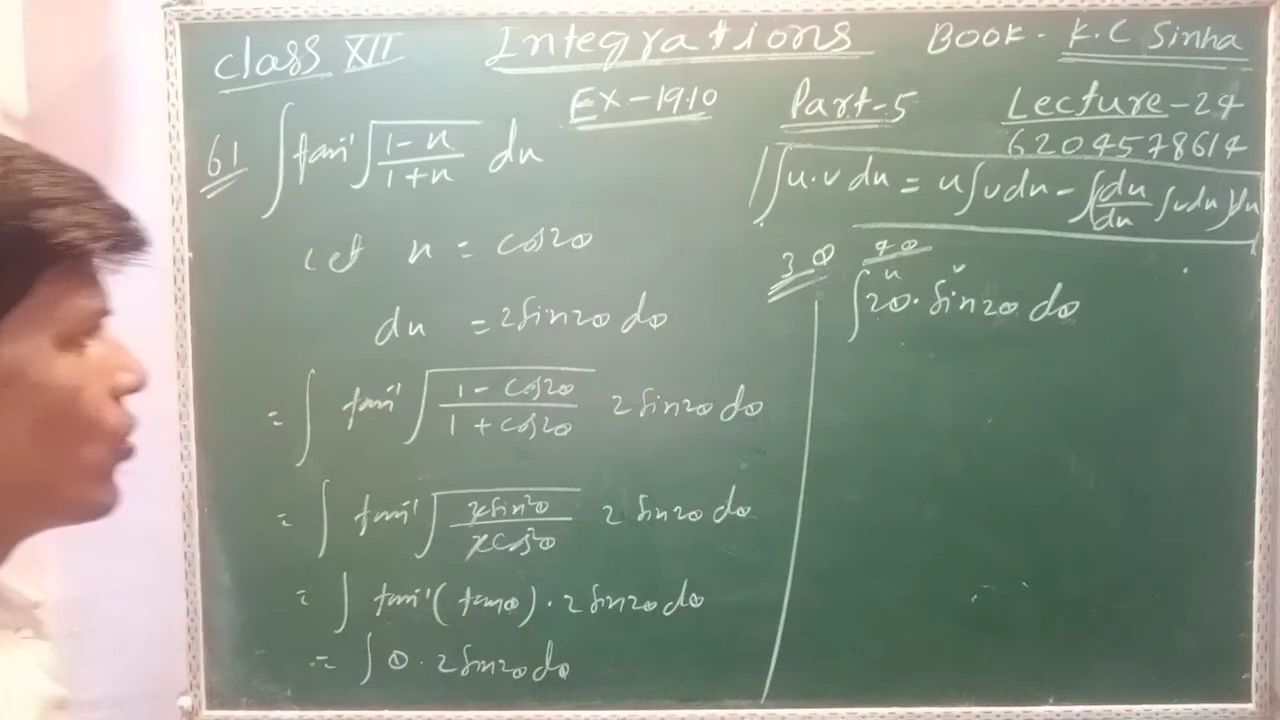 Class XII Integrations BOOK - K.C Sinha
EX-19.10 Part-5 Lecture-24
6204578614
61 ∫ tan⁻¹ √(1-x / 1+x) dx
Let x = cos2θ
dx = 2sin2θ dθ
= ∫ tan⁻¹ √(1-cos2θ / 1+cos2θ) 2sin2θ dθ
= ∫ tan⁻¹ √(2sin²θ / 2cos²θ) 2sin2θ dθ
= ∫ tan⁻¹(tanθ) · 2sin2θ dθ
= ∫ θ · 2sin2θ dθ
∫u·v dx = u∫v dx - ∫(du/dx ∫v dx) dx
∫ 2θ · sin2θ dθ